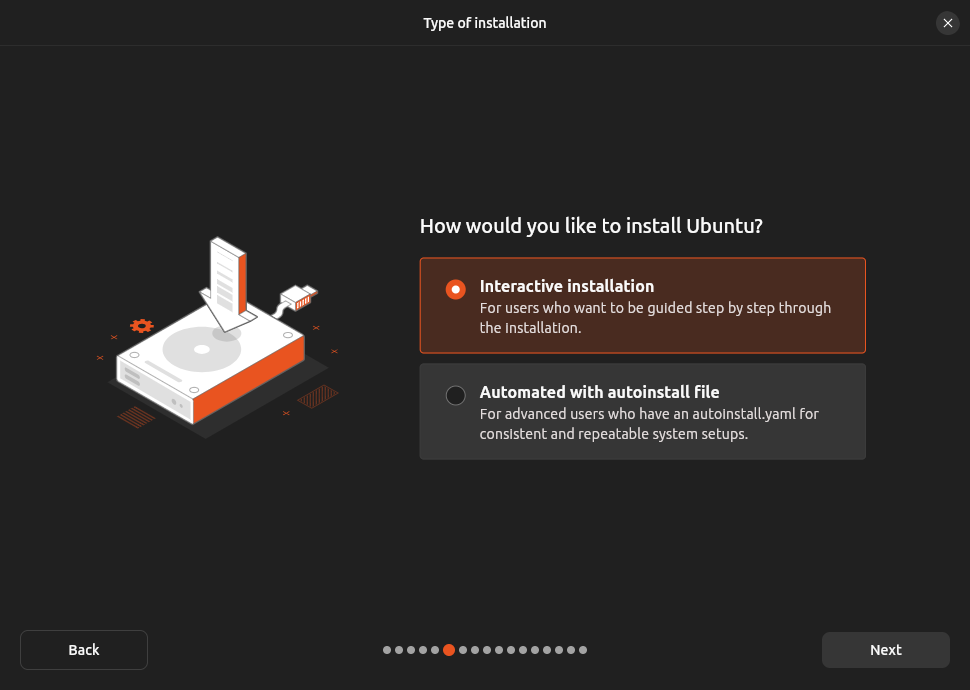 Type of installation
How would you like to install Ubuntu?
Interactive installation
For users who want to be guided step by step through
the installation.
Automated with autoinstall file
For advanced users who have an autoinstall.yaml for
consistent and repeatable system setups.
Back
Next